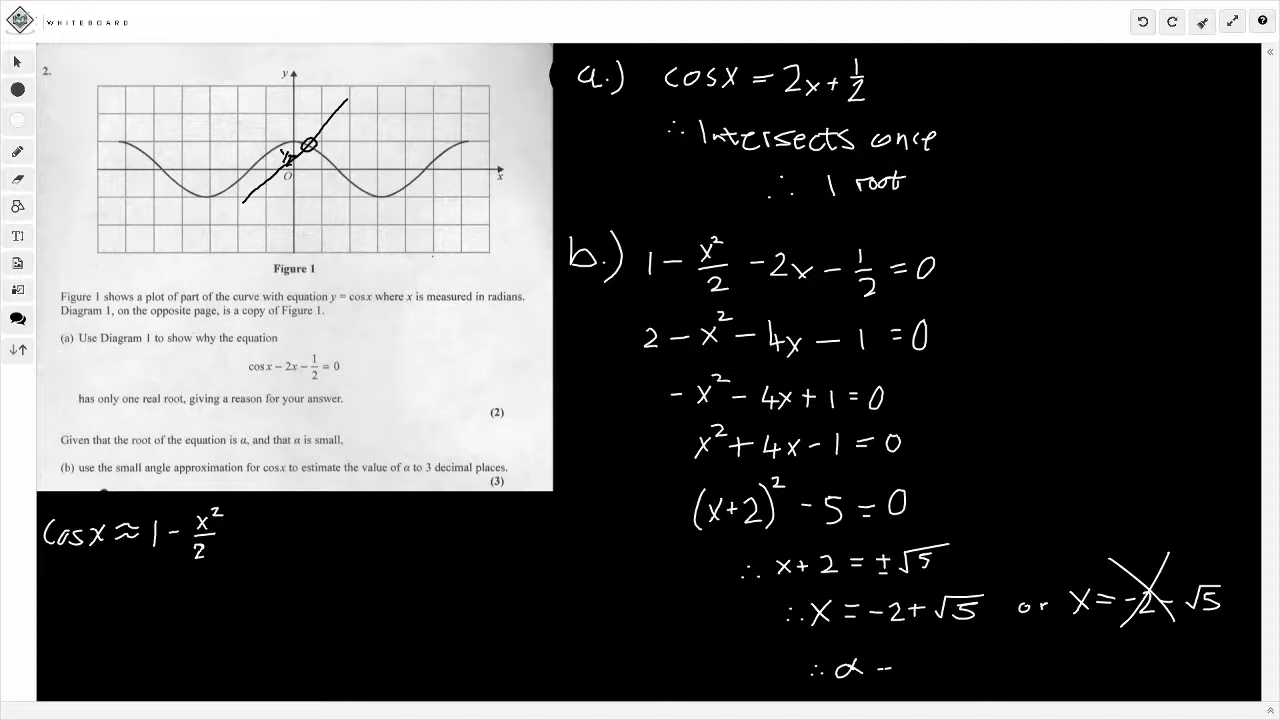 WHITEBOARD
2.
y
½
O
x
Figure 1
Figure 1 shows a plot of part of the curve with equation y = cos x where x is measured in radians.
Diagram 1, on the opposite page, is a copy of Figure 1.
(a) Use Diagram 1 to show why the equation
cos x − 2x − 1/2 = 0
has only one real root, giving a reason for your answer.
(2)
Given that the root of the equation is α, and that α is small,
(b) use the small angle approximation for cos x to estimate the value of α to 3 decimal places.
(3)
cos x ≈ 1 − x²/2
a.) cos x = 2x + 1/2
∴ Intersects once
∴ 1 root
b.) 1 − x²/2 − 2x − 1/2 = 0
2 − x² − 4x − 1 = 0
− x² − 4x + 1 = 0
x² + 4x − 1 = 0
(x+2)² − 5 = 0
∴ x + 2 = ±√5
∴ x = −2 + √5 or x = −2 − √5
∴ α =
T
?